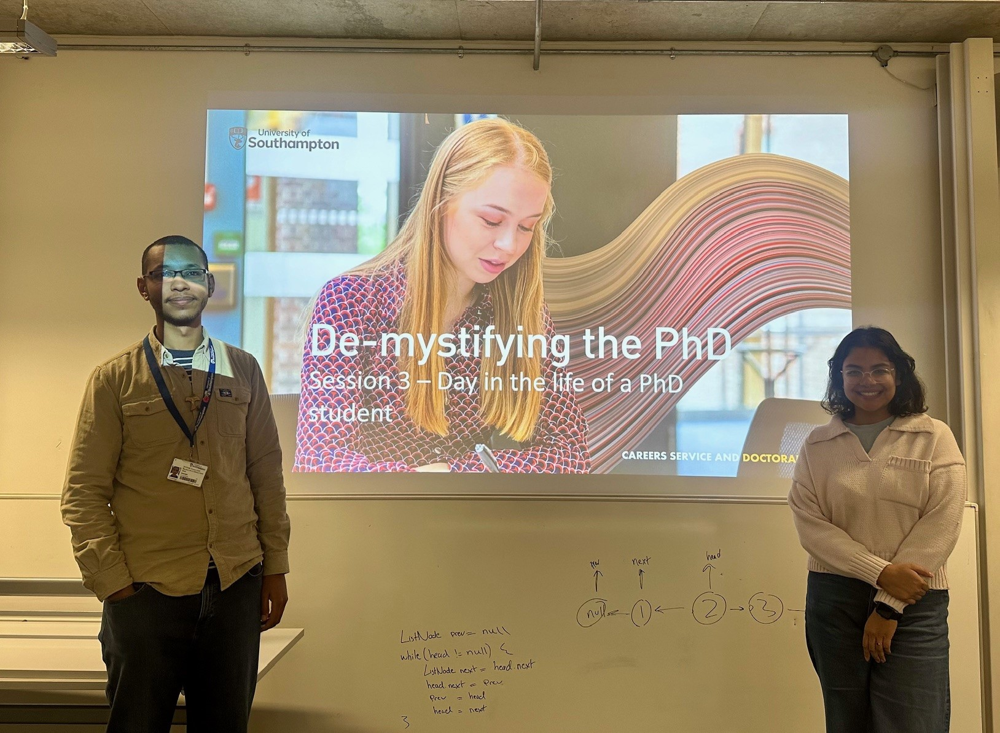 University of
Southampton
De-mystifying the PhD
Session 3 – Day in the life of a PhD
student
CAREERS SERVICE AND DOCTORA
Southampton
prev next head
null 1 2 3
ListNode prev = null
while (head != null) {
ListNode next = head.next
head.next = prev
prev = head
head = next
}